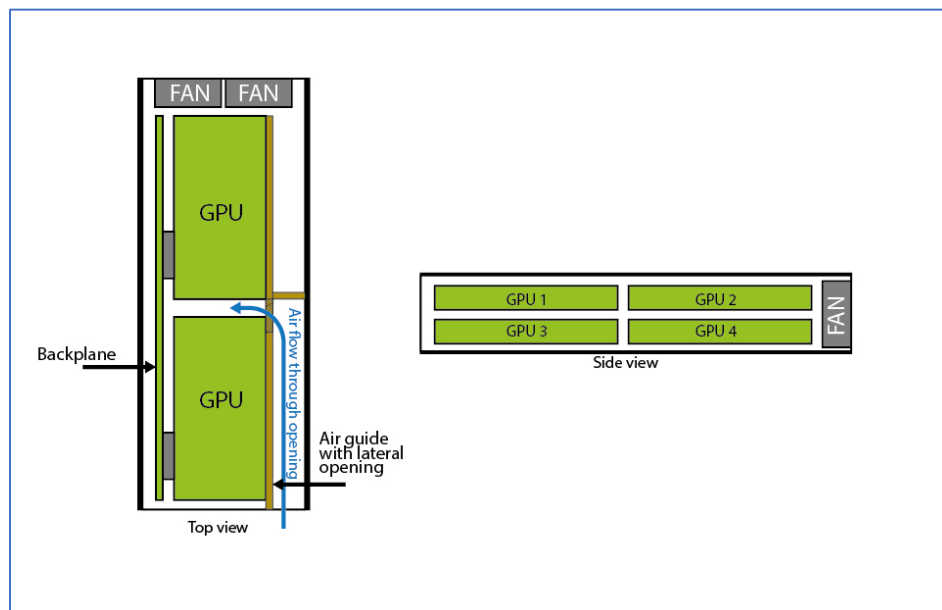 FAN
FAN
GPU
Air flow through opening
Backplane
GPU
Air guide
with lateral
opening
Top view
GPU 1
GPU 2
GPU 3
GPU 4
FAN
Side view